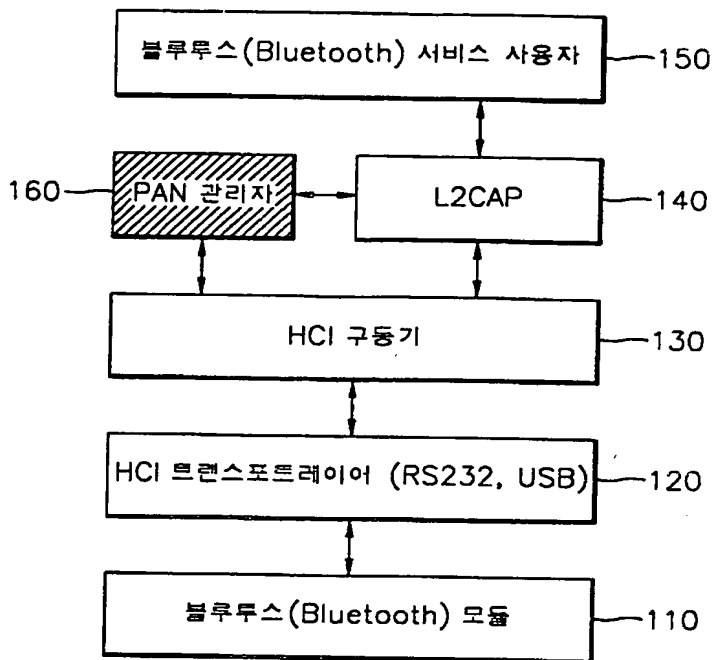 블루투스(Bluetooth) 서비스 사용자
150
160
PAN 관리자
L2CAP
140
HCI 구동기
130
HCI 트랜스포트레이어 (RS232, USB)
120
블루투스(Bluetooth) 모듈
110